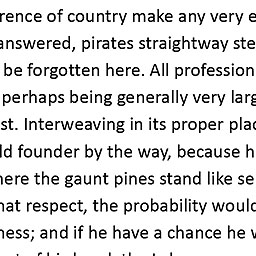 rence of country make any very e
answered, pirates straightway ste
be forgotten here. All profession
perhaps being generally very larg
st. Interweaving in its proper plac
ld founder by the way, because h
here the gaunt pines stand like se
hat respect, the probability would
ness; and if he have a chance he w